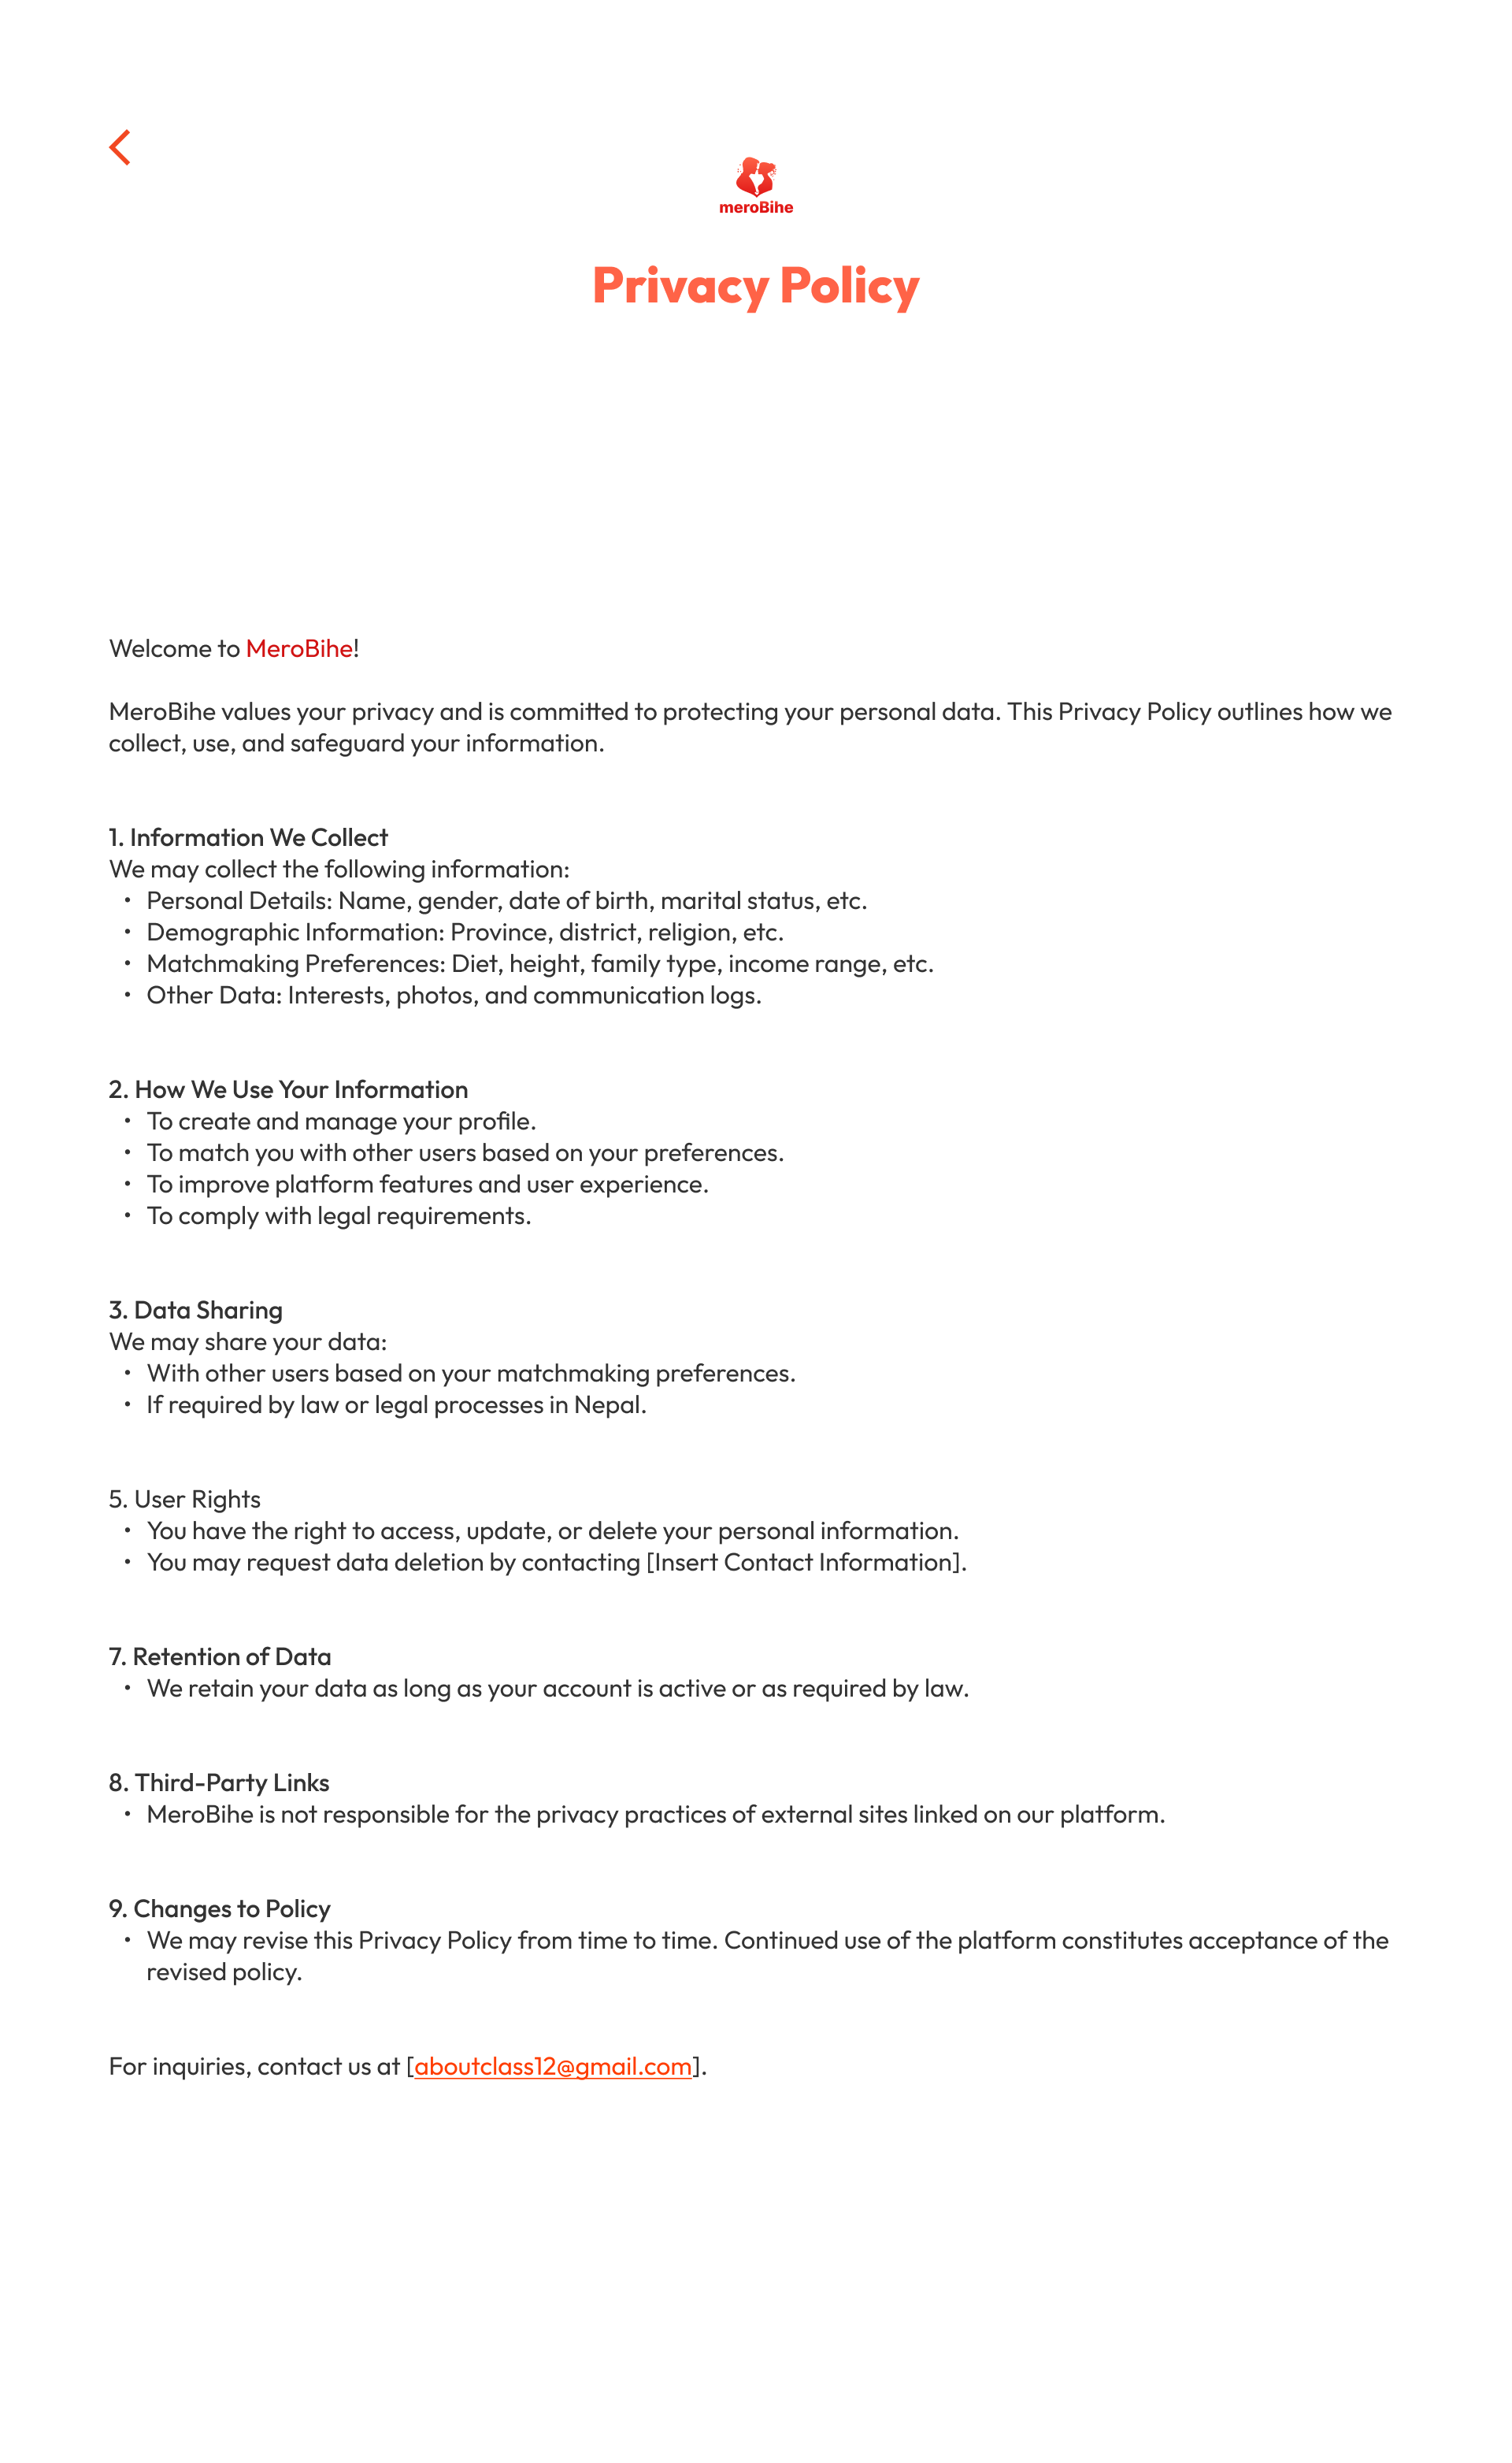 meroBihe
Privacy Policy
Welcome to MeroBihe!
MeroBihe values your privacy and is committed to protecting your personal data. This Privacy Policy outlines how we
collect, use, and safeguard your information.
1. Information We Collect
We may collect the following information:
• Personal Details: Name, gender, date of birth, marital status, etc.
• Demographic Information: Province, district, religion, etc.
• Matchmaking Preferences: Diet, height, family type, income range, etc.
• Other Data: Interests, photos, and communication logs.
2. How We Use Your Information
• To create and manage your profile.
• To match you with other users based on your preferences.
• To improve platform features and user experience.
• To comply with legal requirements.
3. Data Sharing
We may share your data:
• With other users based on your matchmaking preferences.
• If required by law or legal processes in Nepal.
5. User Rights
• You have the right to access, update, or delete your personal information.
• You may request data deletion by contacting [Insert Contact Information].
7. Retention of Data
• We retain your data as long as your account is active or as required by law.
8. Third-Party Links
• MeroBihe is not responsible for the privacy practices of external sites linked on our platform.
9. Changes to Policy
• We may revise this Privacy Policy from time to time. Continued use of the platform constitutes acceptance of the
revised policy.
For inquiries, contact us at [aboutclass12@gmail.com].